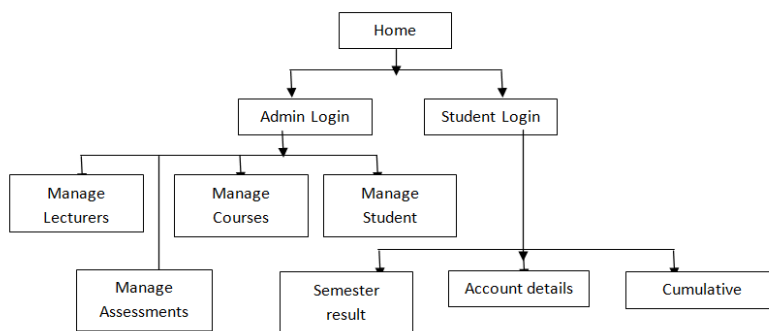 Home
Admin Login
Student Login
Manage
Lecturers
Manage
Courses
Manage
Student
Manage
Assessments
Semester
result
Account details
Cumulative